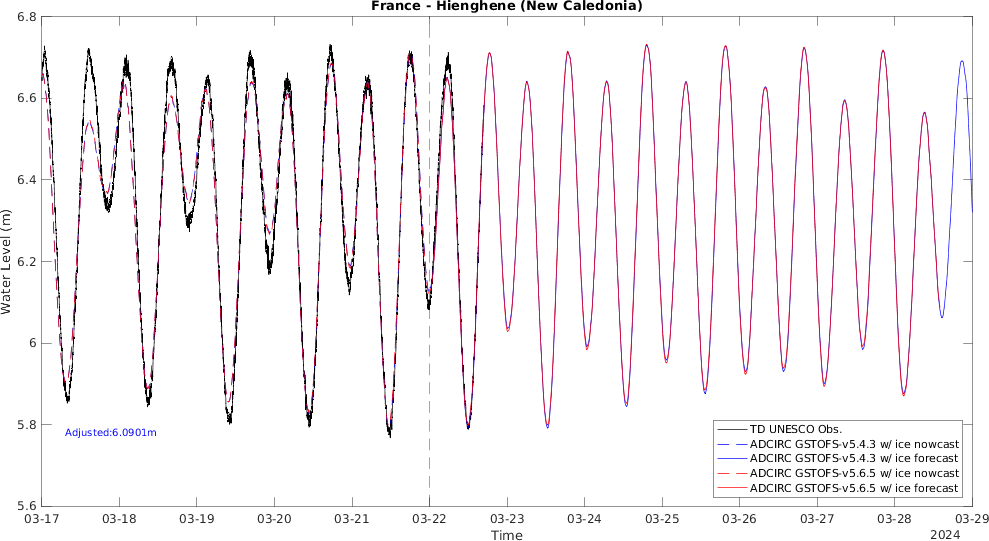 France - Hienghene (New Caledonia)
Water Level (m)
6.8
6.6
6.4
6.2
6
5.8
5.6
Adjusted:6.0901m
TD UNESCO Obs.
ADCIRC GSTOFS-v5.4.3 w/ ice nowcast
ADCIRC GSTOFS-v5.4.3 w/ ice forecast
ADCIRC GSTOFS-v5.6.5 w/ ice nowcast
ADCIRC GSTOFS-v5.6.5 w/ ice forecast
03-17 03-18 03-19 03-20 03-21 03-22 03-23 03-24 03-25 03-26 03-27 03-28 03-29
Time
2024